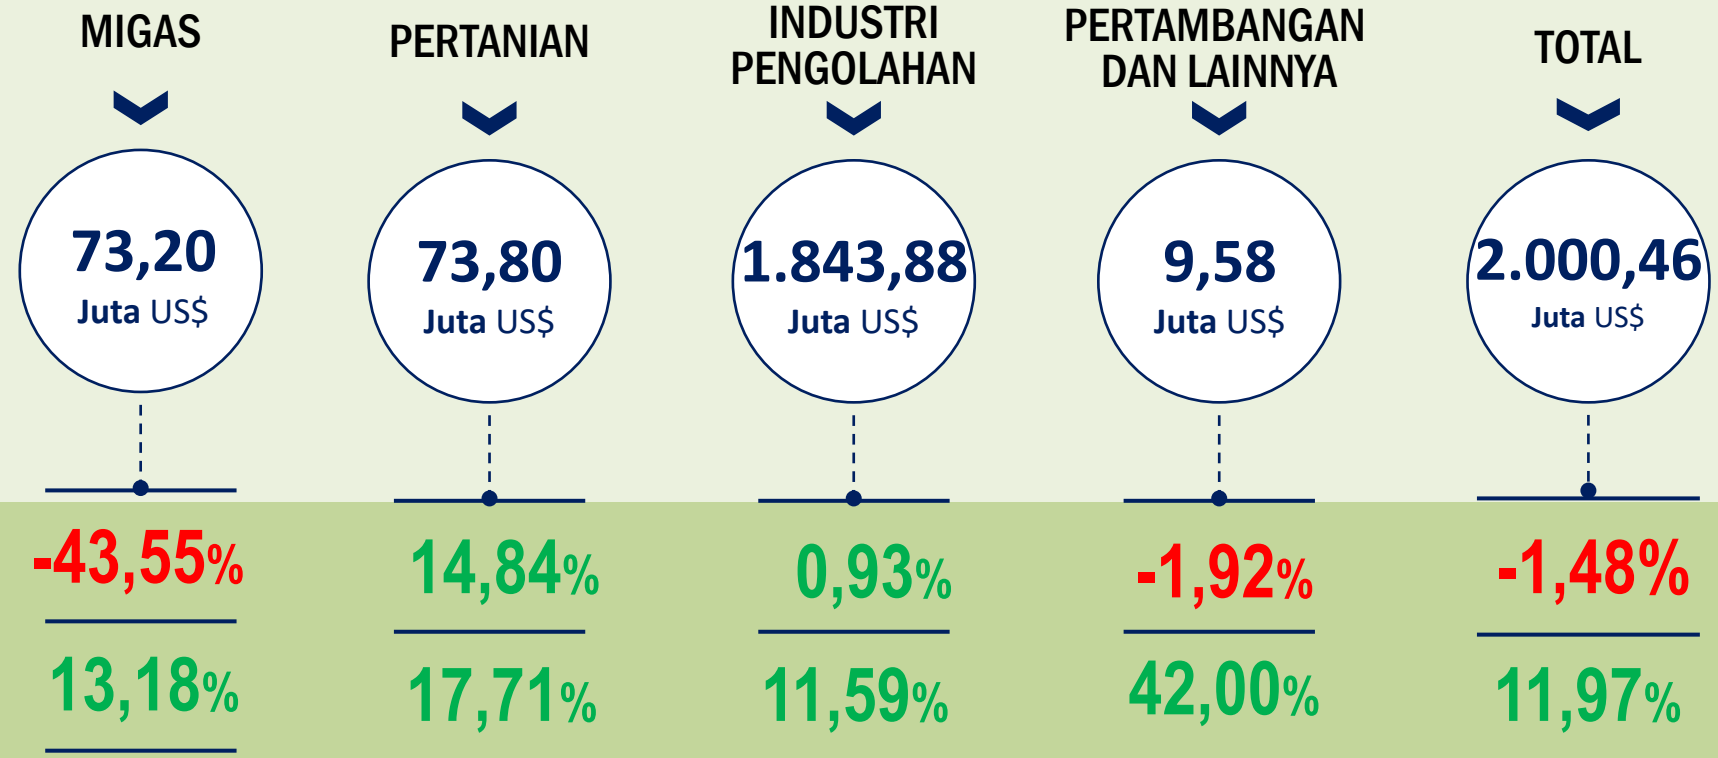 MIGAS
73,20
Juta US$
-43,55%
13,18%
PERTANIAN
73,80
Juta US$
14,84%
17,71%
INDUSTRI
PENGOLAHAN
1.843,88
Juta US$
0,93%
11,59%
PERTAMBANGAN
DAN LAINNYA
9,58
Juta US$
-1,92%
42,00%
TOTAL
2.000,46
Juta US$
-1,48%
11,97%